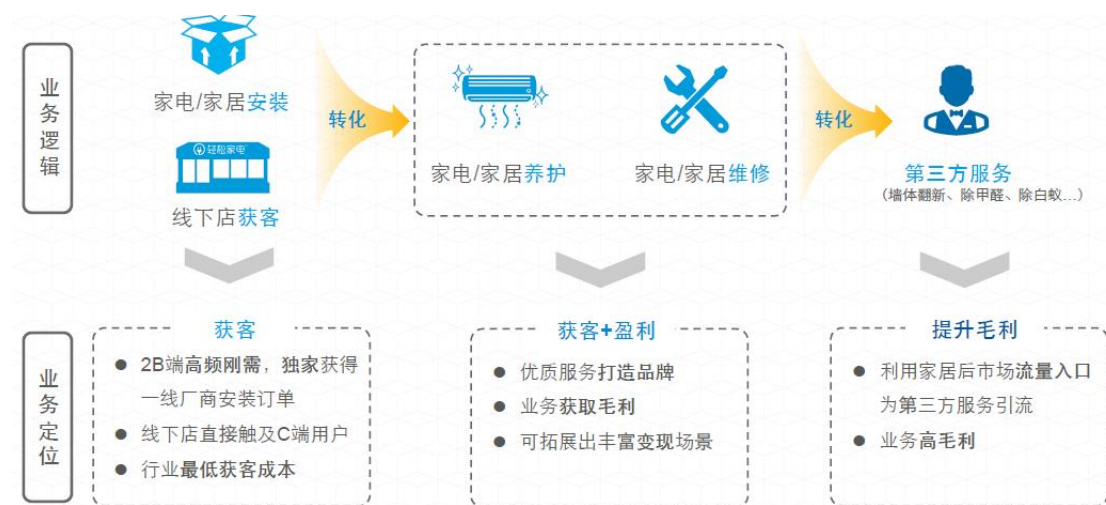 业务逻辑
家电/家居安装
轻松家电
线下店获客
转化
家电/家居养护
家电/家居维修
转化
第三方服务
（墙体翻新、除甲醛、除白蚁...）
业务定位
获客
● 2B端高频刚需，独家获得
一线厂商安装订单
● 线下店直接触及C端用户
● 行业最低获客成本
获客+盈利
● 优质服务打造品牌
● 业务获取毛利
● 可拓展出丰富变现场景
提升毛利
● 利用家居后市场流量入口
为第三方服务引流
● 业务高毛利